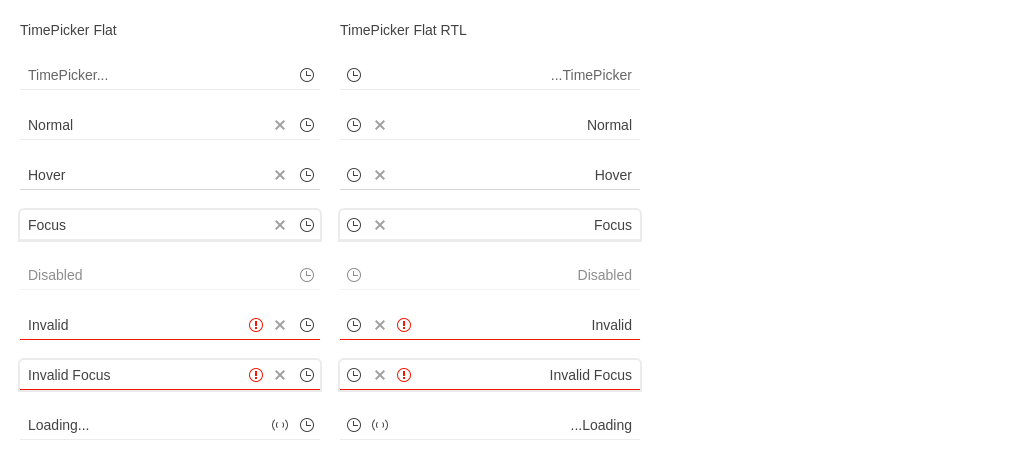 TimePicker Flat
TimePicker Flat RTL
TimePicker...
...TimePicker
Normal
Normal
Hover
Hover
Focus
Focus
Disabled
Disabled
Invalid
Invalid
Invalid Focus
Invalid Focus
Loading...
...Loading